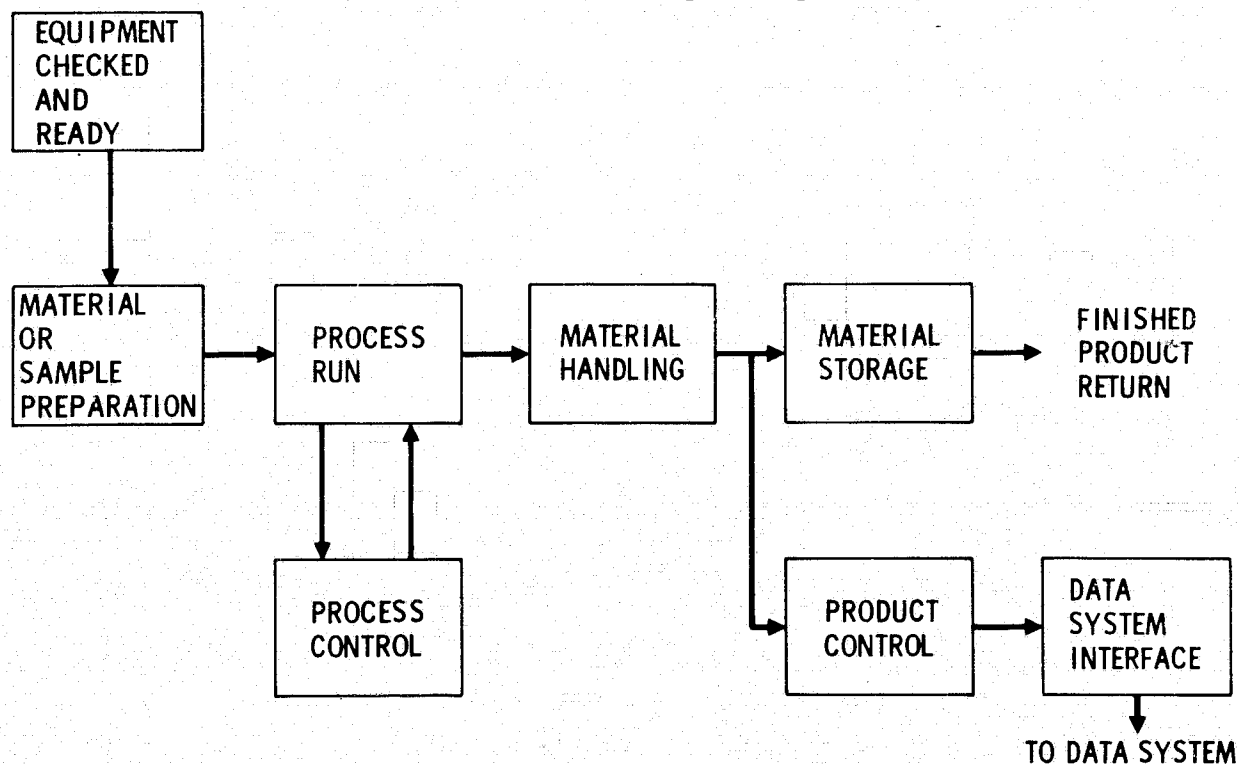 EQUIPMENT
CHECKED
AND
READY
MATERIAL
OR
SAMPLE
PREPARATION
PROCESS
RUN
MATERIAL
HANDLING
MATERIAL
STORAGE
FINISHED
PRODUCT
RETURN
PROCESS
CONTROL
PRODUCT
CONTROL
DATA
SYSTEM
INTERFACE
TO DATA SYSTEM